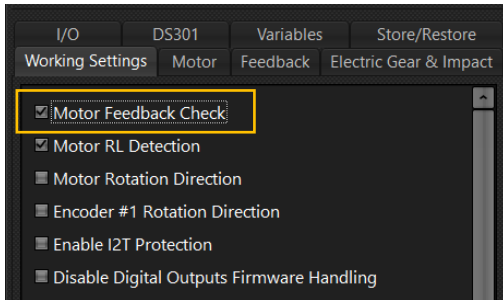 I/O DS301 Variables Store/Restore
Working Settings Motor Feedback Electric Gear & Impact
Motor Feedback Check
Motor RL Detection
Motor Rotation Direction
Encoder #1 Rotation Direction
Enable I2T Protection
Disable Digital Outputs Firmware Handling